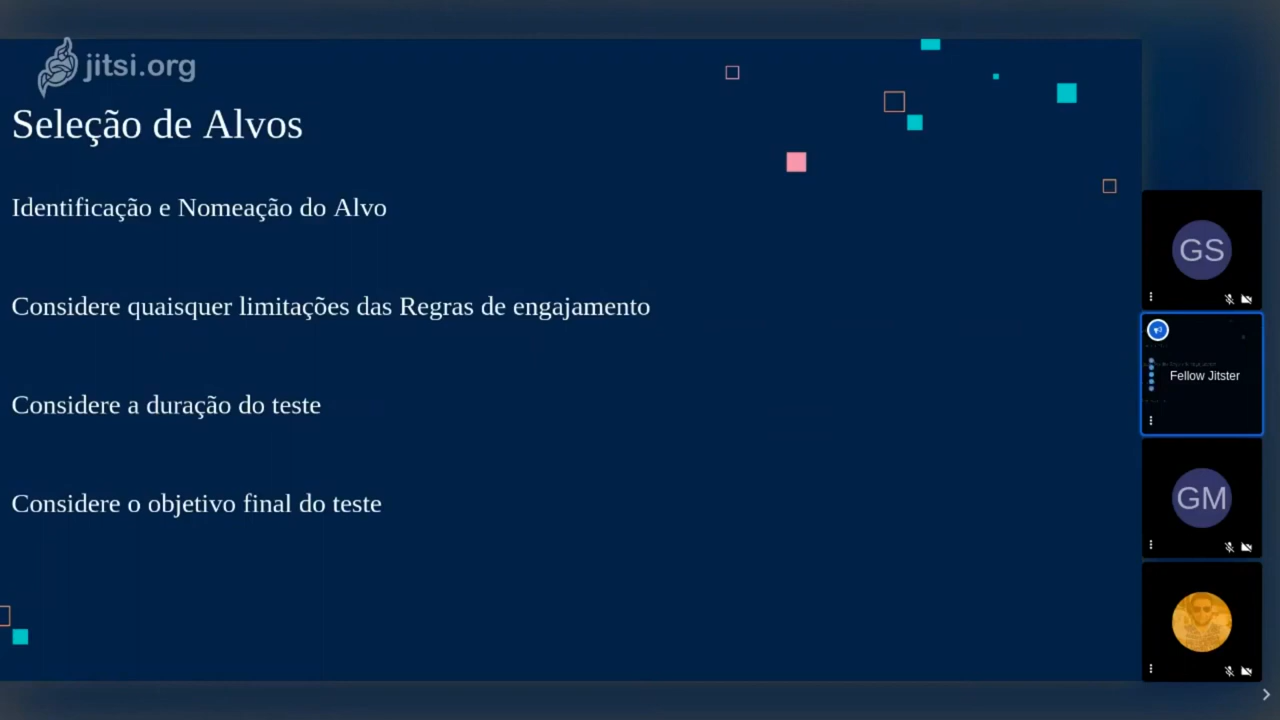 jitsi.org
Seleção de Alvos
Identificação e Nomeação do Alvo
Considere quaisquer limitações das Regras de engajamento
Considere a duração do teste
Considere o objetivo final do teste
GS
Fellow Jitster
GM